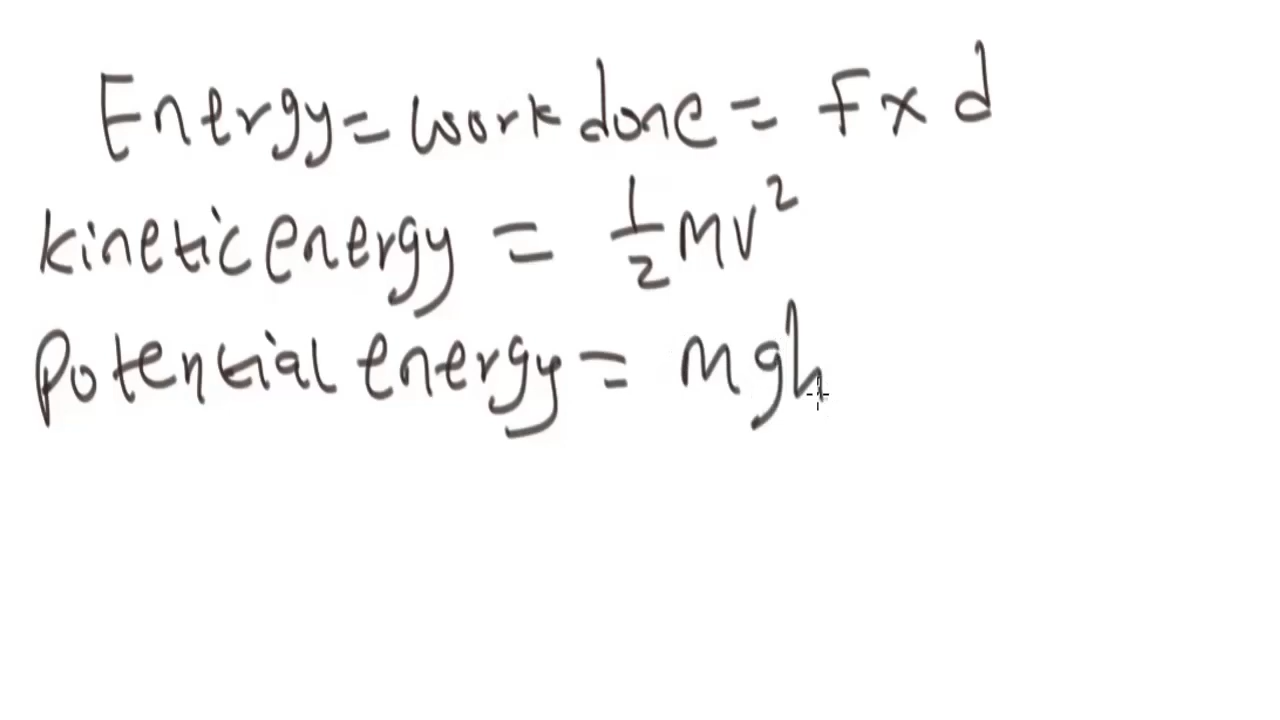 Energy = work done = F x d
kinetic energy = 1/2 mv²
Potential energy = mgh